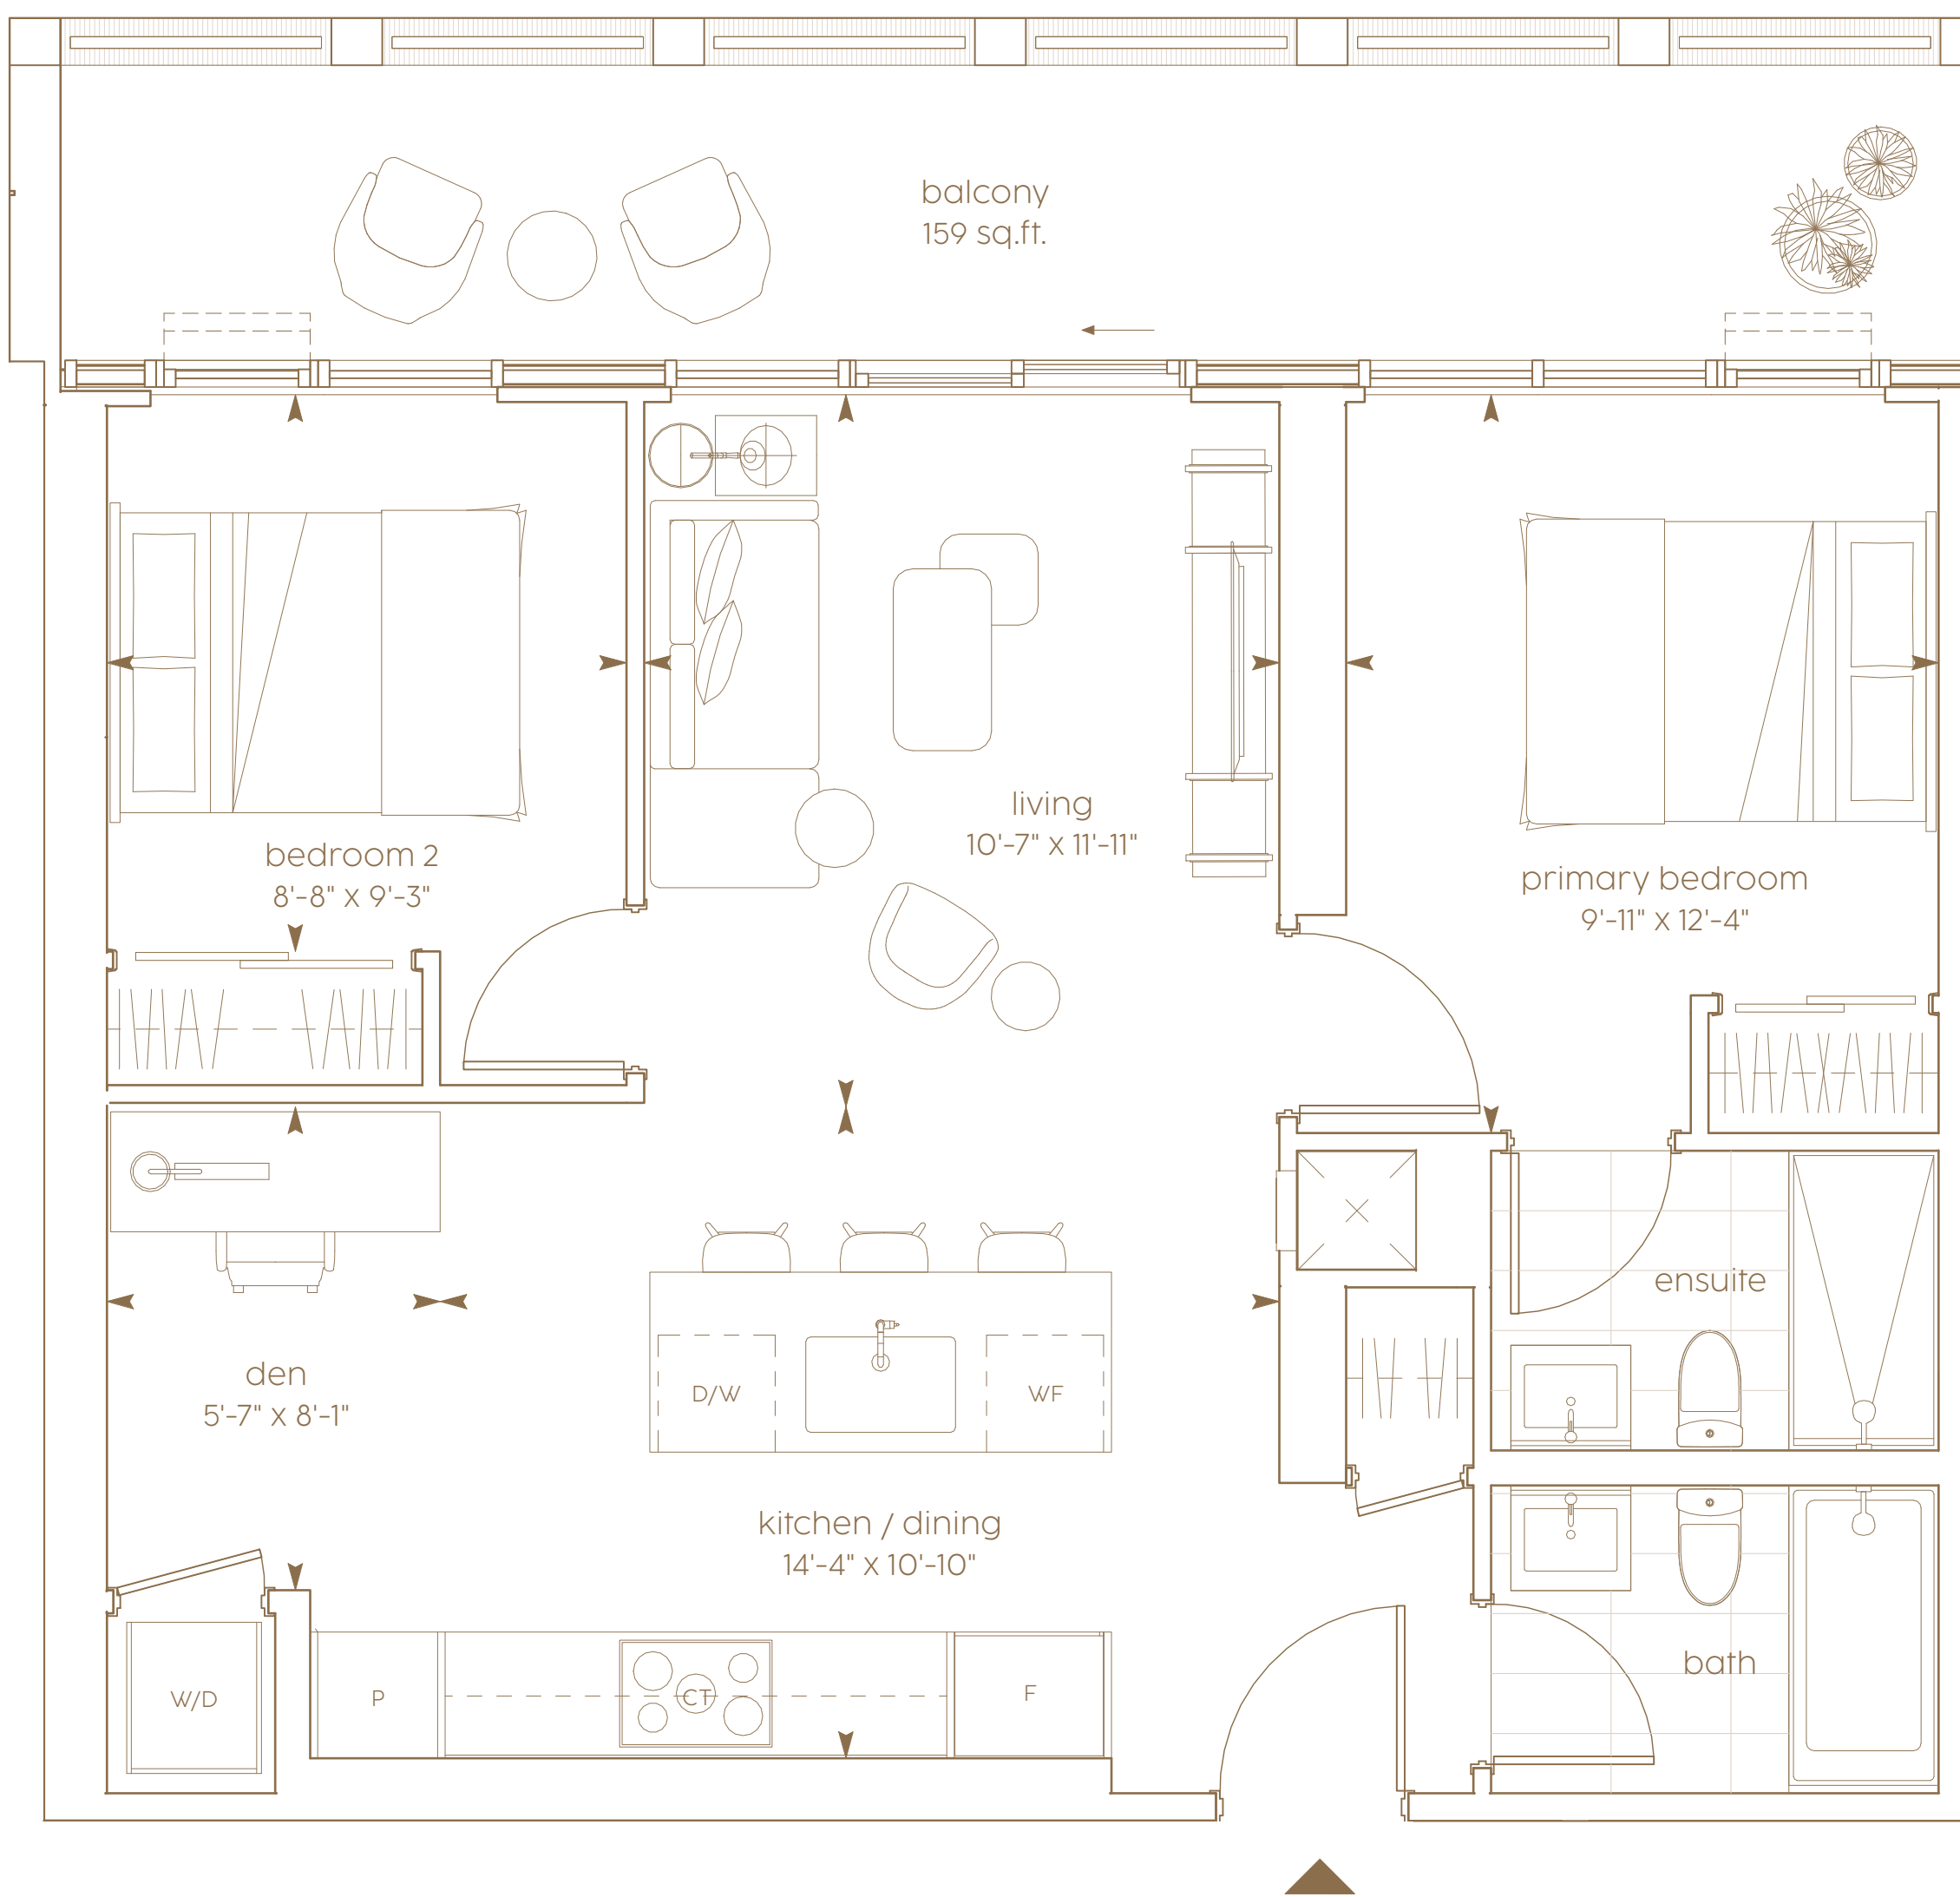 balcony
159 sq.ft.
living
10'-7" X 11'-11"
bedroom 2
8'-8" X 9'-3"
primary bedroom
9'-11" X 12'-4"
ensuite
den
5'-7" X 8'-1"
D/W
WF
kitchen / dining
14'-4" X 10'-10"
bath
W/D
P
CT
F